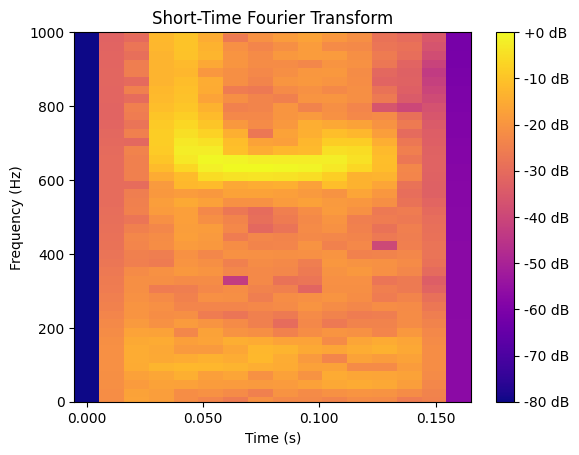 Short-Time Fourier Transform
1000
800
600
400
200
0
Frequency (Hz)
0.000
0.050
0.100
0.150
Time (s)
+0 dB
-10 dB
-20 dB
-30 dB
-40 dB
-50 dB
-60 dB
-70 dB
-80 dB